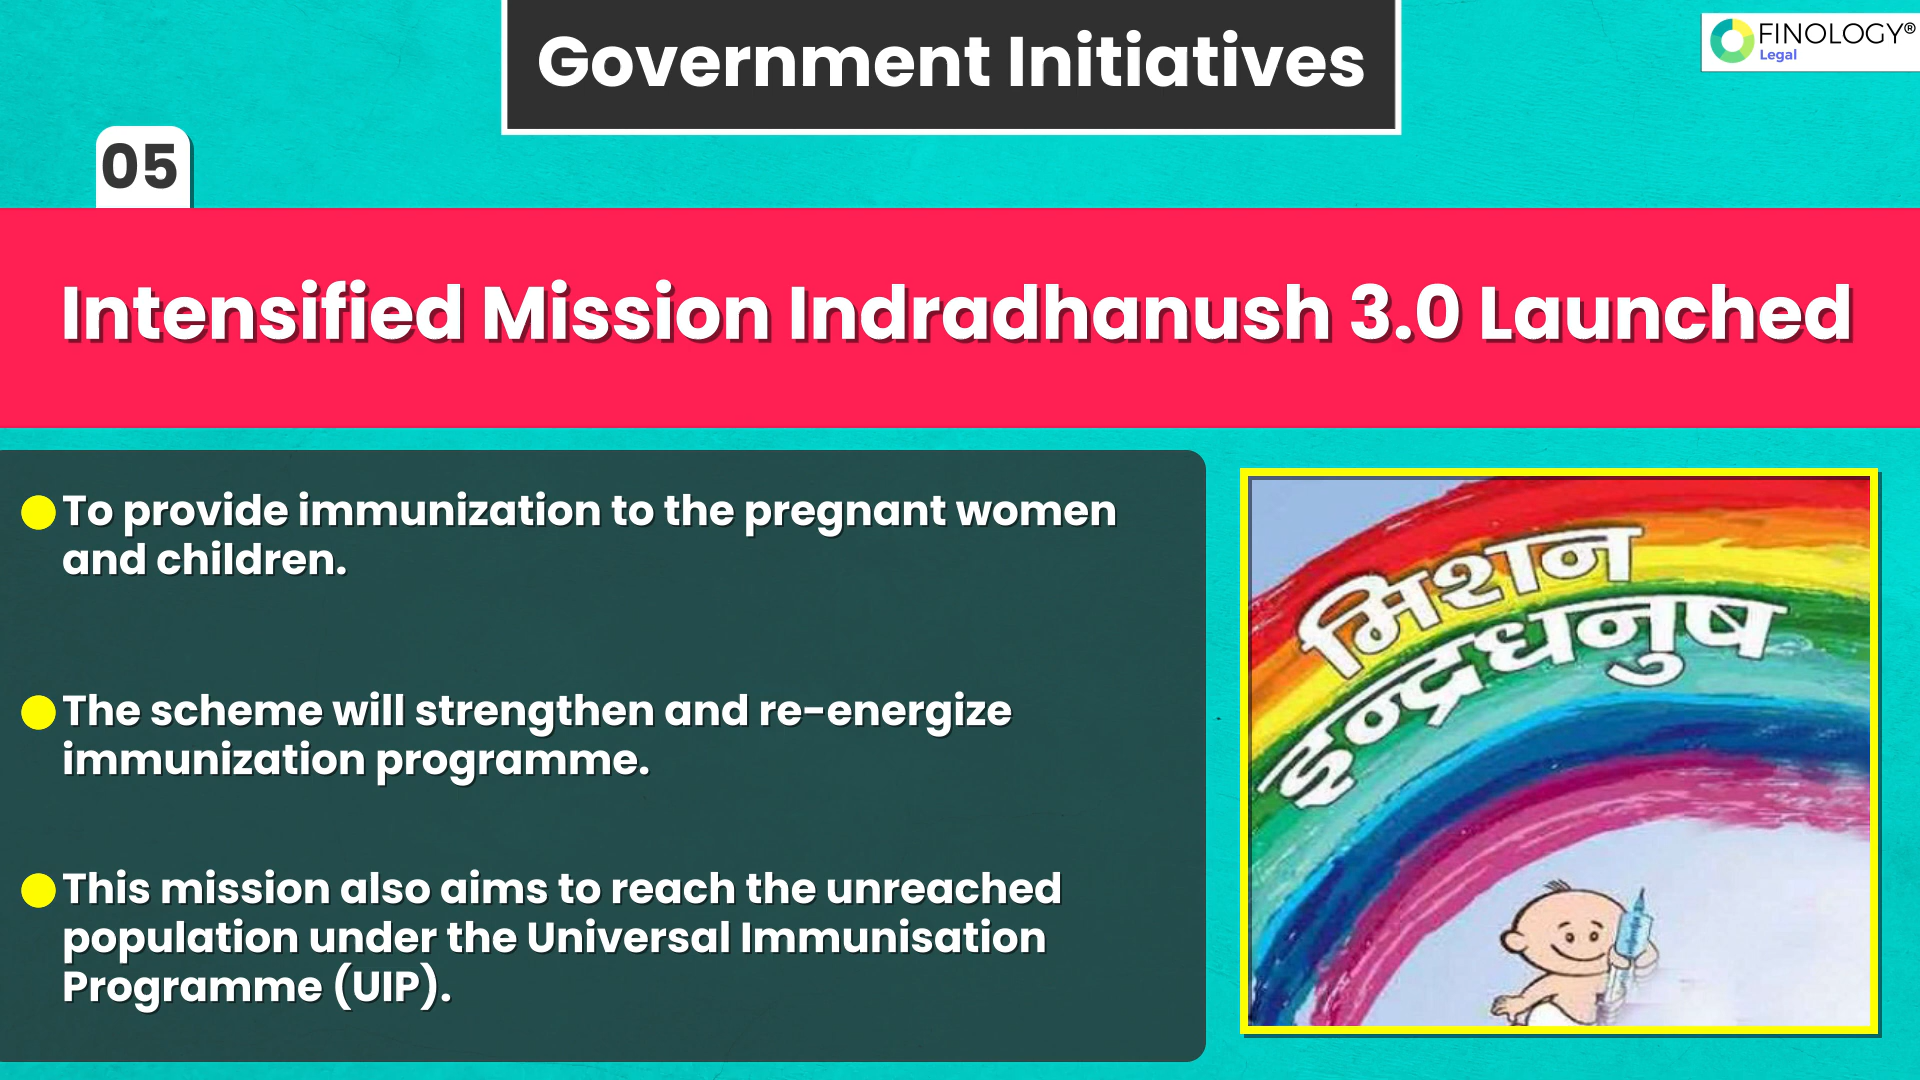 Government Initiatives
FINOLOGY®
Legal
05
Intensified Mission Indradhanush 3.0 Launched
To provide immunization to the pregnant women
and children.
The scheme will strengthen and re-energize
immunization programme.
This mission also aims to reach the unreached
population under the Universal Immunisation
Programme (UIP).
मिशन
इन्द्रधनुष